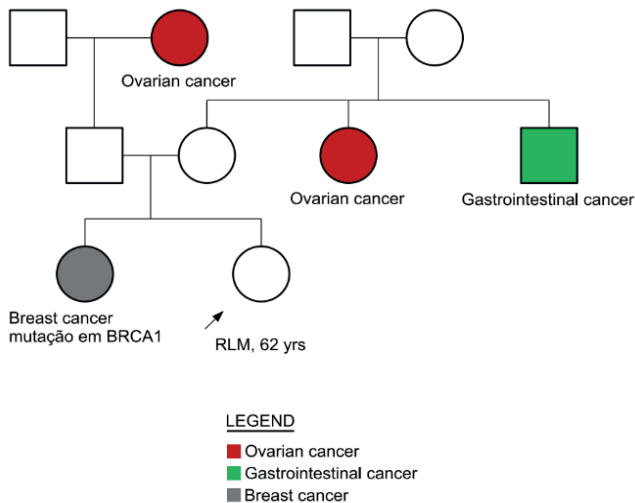 Ovarian cancer
Ovarian cancer
Gastrointestinal cancer
Breast cancer
mutação em BRCA1
RLM, 62 yrs
LEGEND
Ovarian cancer
Gastrointestinal cancer
Breast cancer